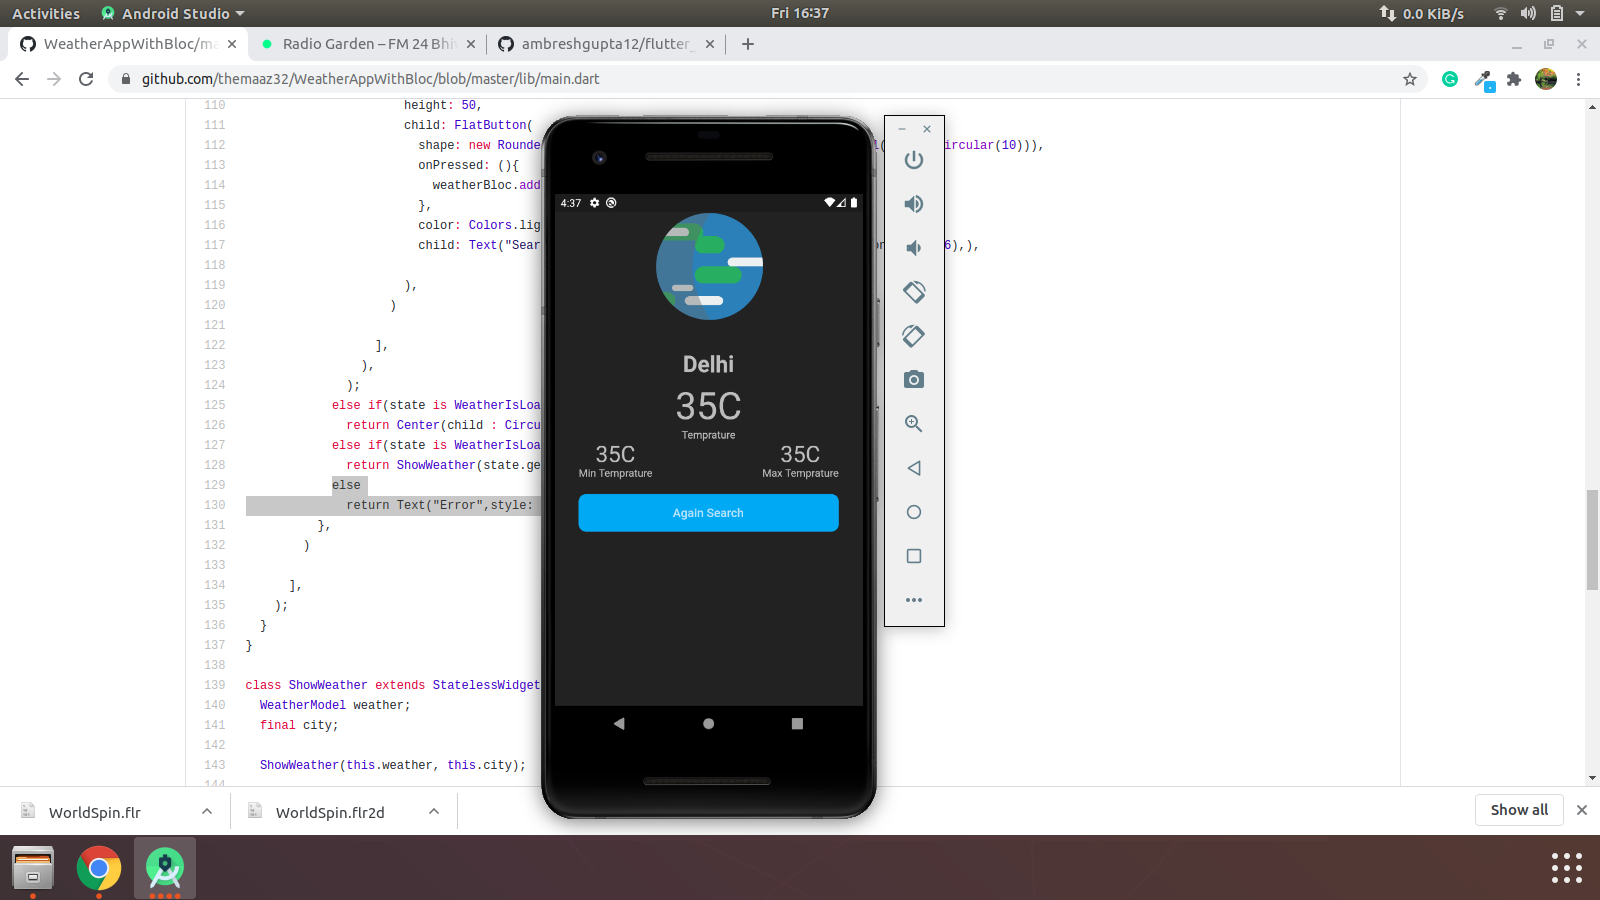 Activities
Android Studio
Fri 16:37
0.0 KiB/s
WeatherAppWithBloc/ma
Radio Garden – FM 24 Bhiv
ambreshgupta12/flutter_
github.com/themaaz32/WeatherAppWithBloc/blob/master/lib/main.dart
110 height: 50,
111 child: FlatButton(
112 shape: new Rounde ircular(10))),
113 onPressed: (){
114 weatherBloc.add
115 },
116 color: Colors.lig
117 child: Text("Sear 6),),
118
119 ),
120 )
121
122 ],
123 ),
124 );
125 else if(state is WeatherIsLoa
126 return Center(child : Circu
127 else if(state is WeatherIsLoa
128 return ShowWeather(state.ge
129 else
130 return Text("Error",style:
131 },
132 )
133
134 ],
135 );
136 }
137 }
138
139 class ShowWeather extends StatelessWidget
140 WeatherModel weather;
141 final city;
142
143 ShowWeather(this.weather, this.city);
144
4:37
Delhi
35C
Temprature
35C 35C
Min Temprature Max Temprature
Again Search
WorldSpin.flr
WorldSpin.flr2d
Show all